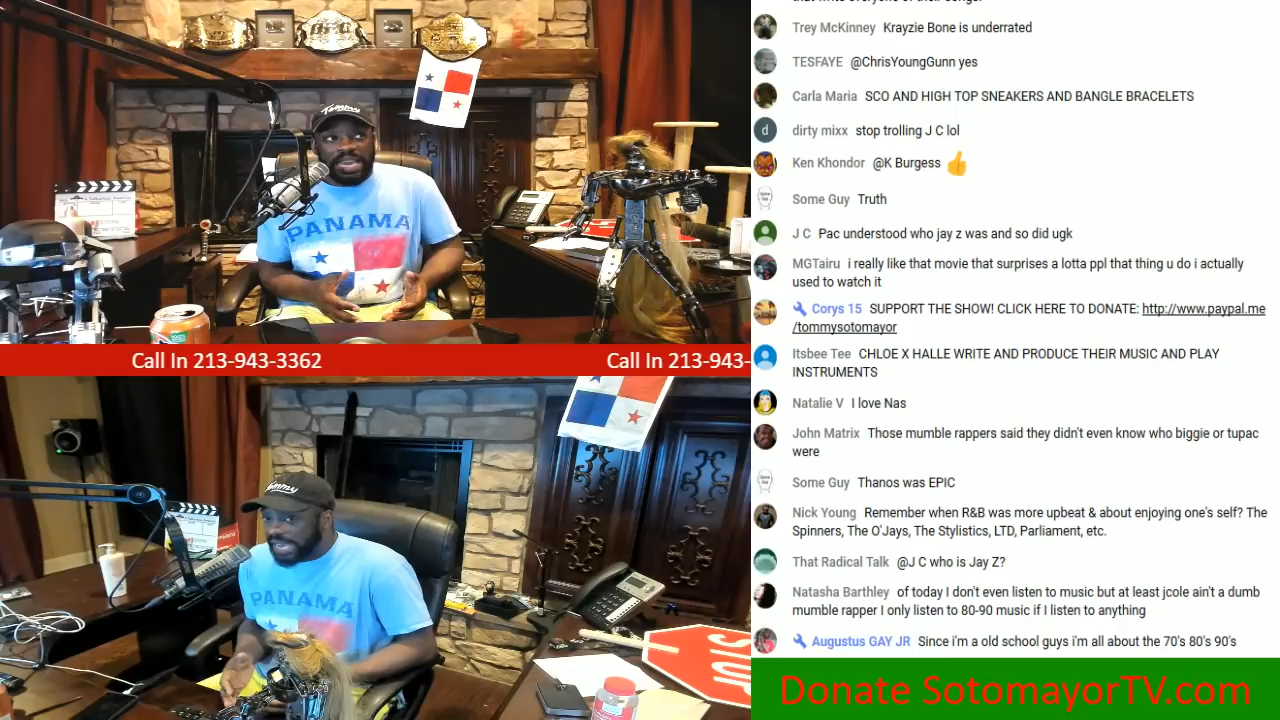 that write everyone of their songs.
Trey McKinney Krayzie Bone is underrated
TESFAYE @ChrisYoungGunn yes
Carla Maria SCO AND HIGH TOP SNEAKERS AND BANGLE BRACELETS
d dirty mixx stop trolling J C lol
Ken Khondor @K Burgess 👍
Some Guy Truth
J C Pac understood who jay z was and so did ugk
MGTairu i really like that movie that surprises a lotta ppl that thing u do i actually
used to watch it
Corys 15 SUPPORT THE SHOW! CLICK HERE TO DONATE: http://www.paypal.me
/tommysotomayor
Itsbee Tee CHLOE X HALLE WRITE AND PRODUCE THEIR MUSIC AND PLAY
INSTRUMENTS
Natalie V I love Nas
John Matrix Those mumble rappers said they didn't even know who biggie or tupac
were
Some Guy Thanos was EPIC
Nick Young Remember when R&B was more upbeat & about enjoying one's self? The
Spinners, The O'Jays, The Stylistics, LTD, Parliament, etc.
That Radical Talk @J C who is Jay Z?
Natasha Barthley of today I don't even listen to music but at least jcole ain't a dumb
mumble rapper I only listen to 80-90 music if I listen to anything
Augustus GAY JR Since i'm a old school guys i'm all about the 70's 80's 90's
Donate SotomayorTV.com
Tommy
PANAMA
Call In 213-943-3362
Call In 213-943-
Tommy
PANAMA
STOP